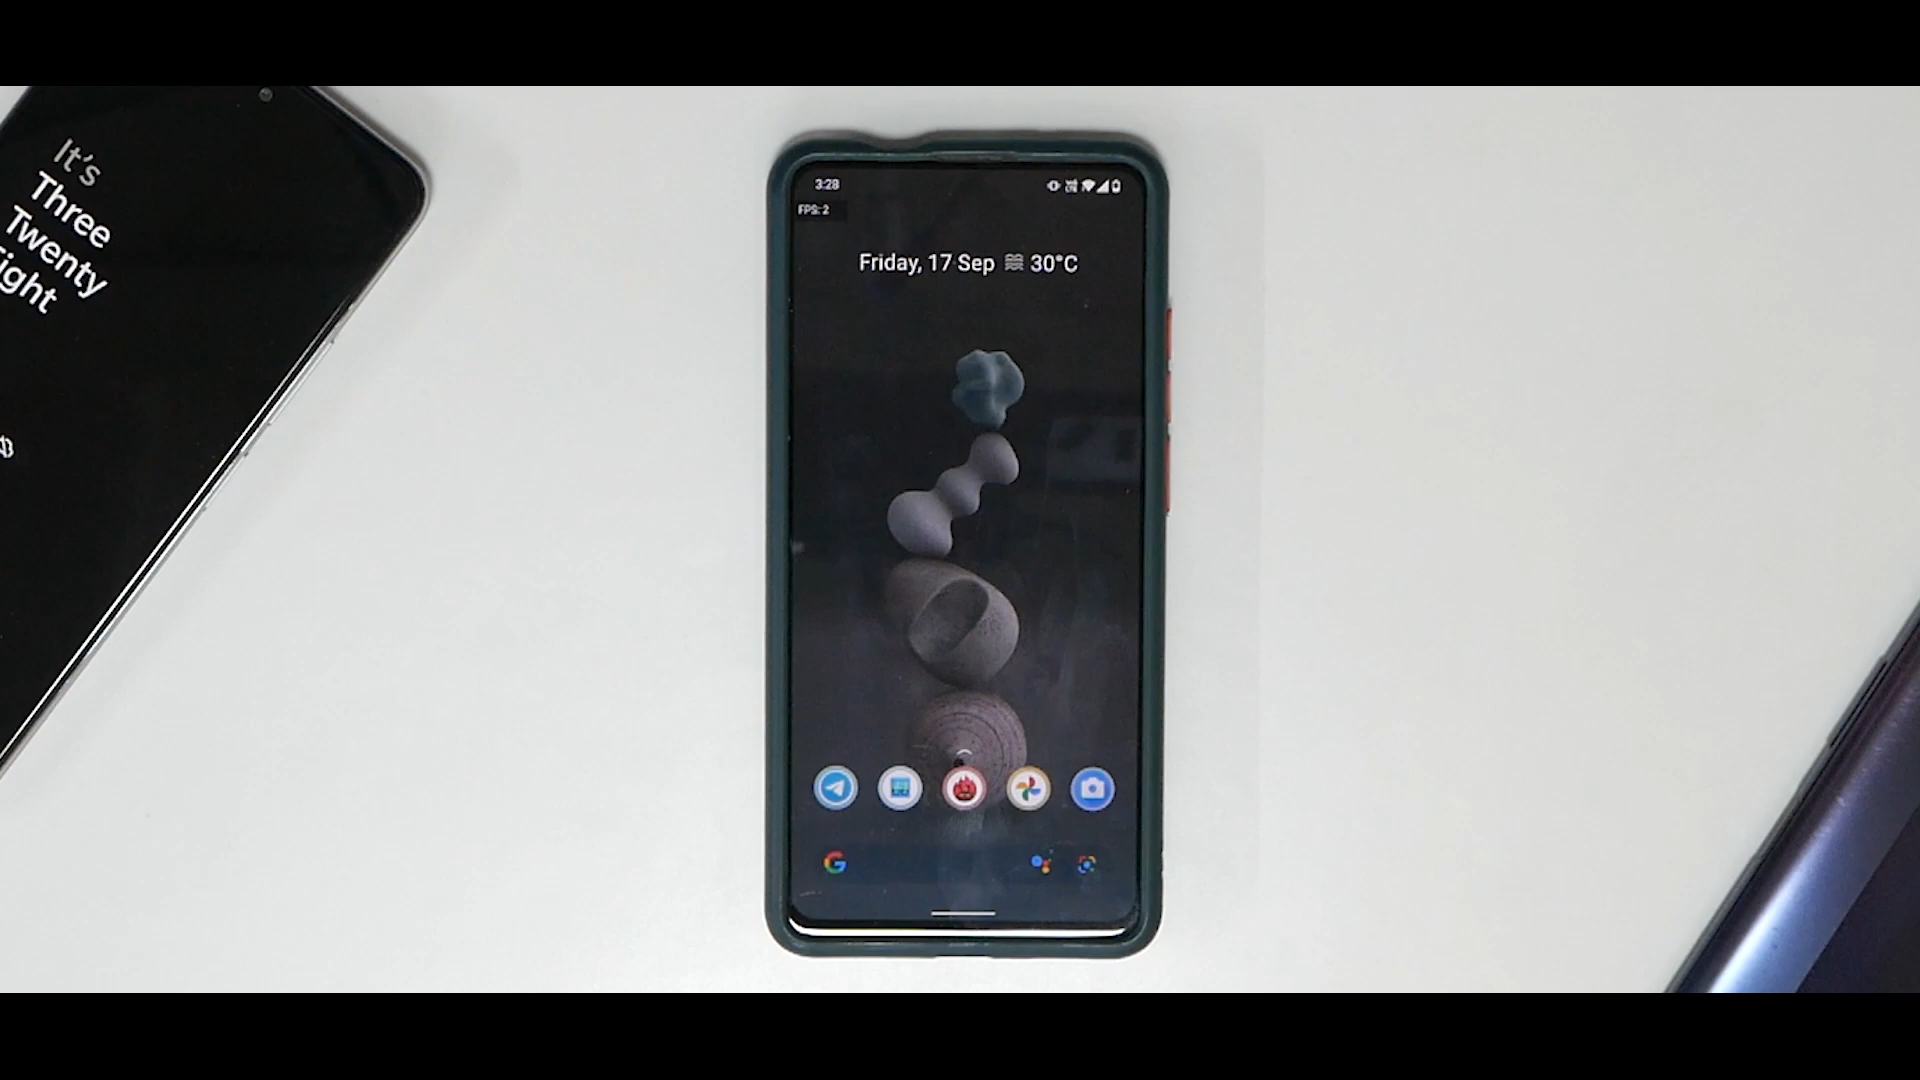 It's
Three
Twenty
ight
3:28
FPS: 2
Friday, 17 Sep 30°C
G